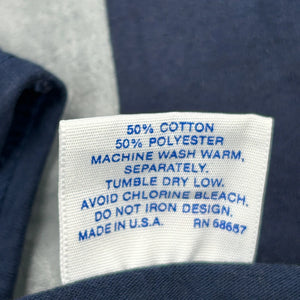 50% COTTON
50% POLYESTER
MACHINE WASH WARM,
SEPARATELY.
TUMBLE DRY LOW.
AVOID CHLORINE BLEACH.
DO NOT IRON DESIGN.
MADE IN U.S.A. RN 68657